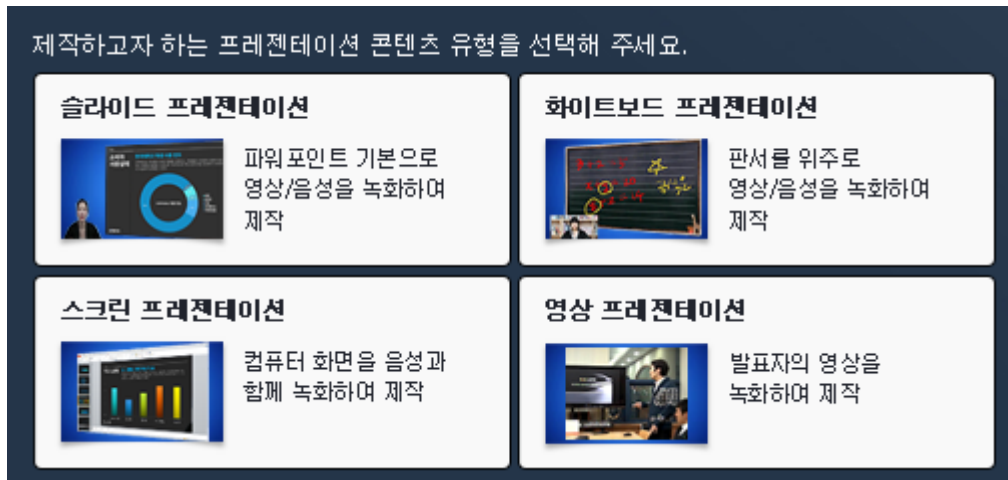 제작하고자 하는 프레젠테이션 콘텐츠 유형을 선택해 주세요.
슬라이드 프레젠테이션
파워포인트 기본으로
영상/음성을 녹화하여
제작
화이트보드 프레젠테이션
판서를 위주로
영상/음성을 녹화하여
제작
스크린 프레젠테이션
컴퓨터 화면을 음성과
함께 녹화하여 제작
영상 프레젠테이션
발표자의 영상을
녹화하여 제작